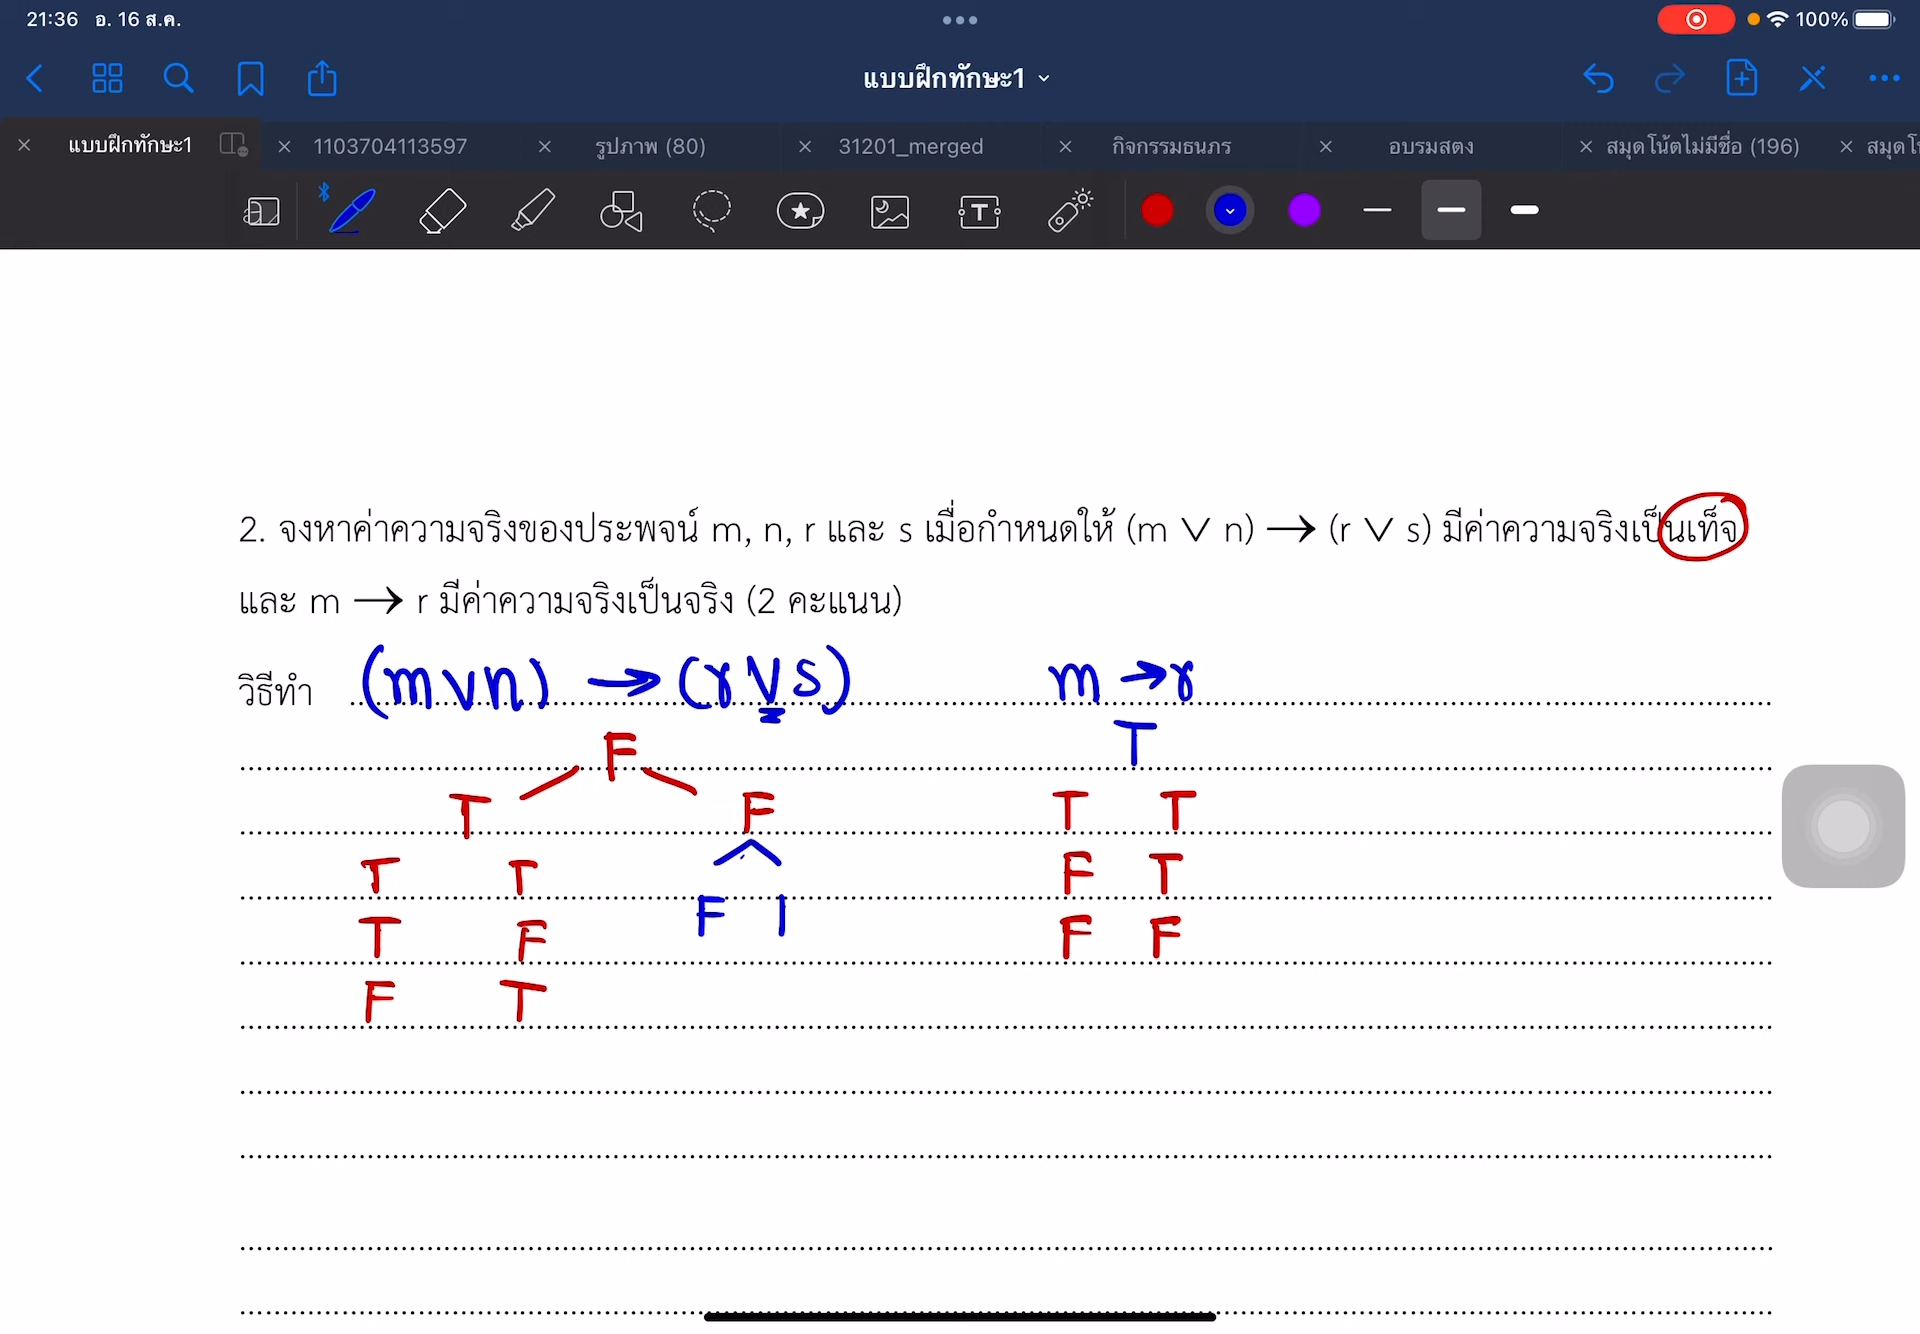 21:36 อ. 16 ส.ค. 100%
แบบฝึกทักษะ1
แบบฝึกทักษะ1 1103704113597 รูปภาพ (80) 31201_merged กิจกรรมธนภร อบรมสตง สมุดโน้ตไม่มีชื่อ (196) สมุดโน
2. จงหาค่าความจริงของประพจน์ m, n, r และ s เมื่อกำหนดให้ (m ∨ n) → (r ∨ s) มีค่าความจริงเป็นเท็จ
และ m → r มีค่าความจริงเป็นจริง (2 คะแนน)
วิธีทำ (m∨n) → (r∨s) m→r
F T
T F T T
T T F T
F F F
T F
F T